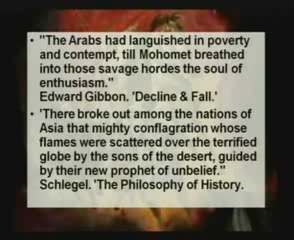 • "The Arabs had languished in poverty
and contempt, till Mohomet breathed
into those savage hordes the soul of
enthusiasm."
Edward Gibbon. 'Decline & Fall.'
• 'There broke out among the nations of
Asia that mighty conflagration whose
flames were scattered over the terrified
globe by the sons of the desert, guided
by their new prophet of unbelief."
Schlegel. 'The Philosophy of History.